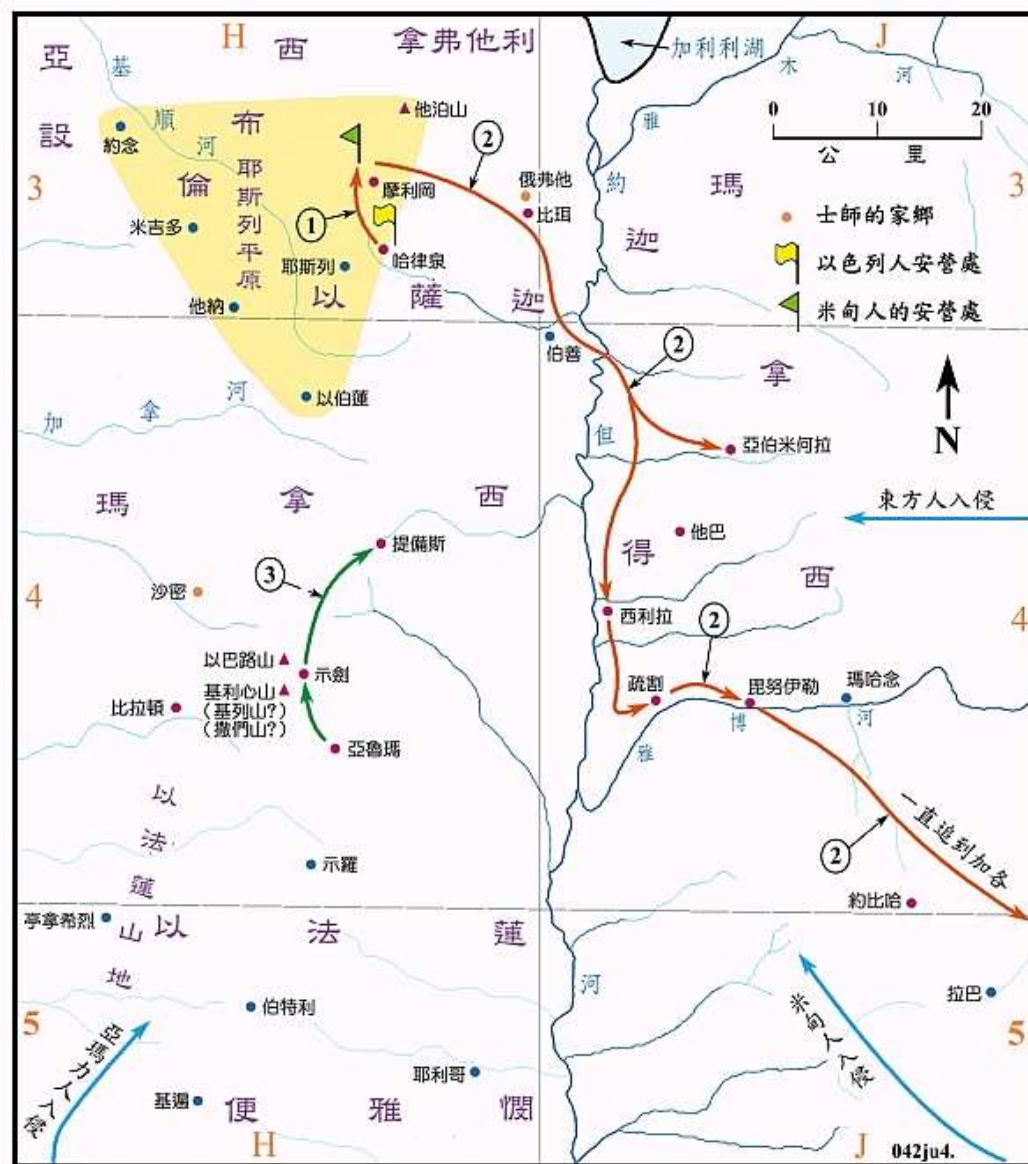 H
J
西
拿弗他利
加利利湖
亞設
基順河
布
倫
耶斯列平原
▲他泊山
約念
米吉多
他納
耶斯列
摩利岡
哈律泉
俄弗他
比珥
雅木河
0 10 20
公里
瑪
迦
3
3
①
②
士師的家鄉
以色列人安營處
米甸人的安營處
以薩迦
伯善
②
拿
N
以伯蓮
加拿河
約但河
亞伯米何拉
東方人入侵
瑪拿西
提備斯
他巴
得
西
③
沙密
4
4
西利拉
②
以巴路山▲
示劍
基利心山▲
(基列山?)
(撒們山?)
比拉頓
亞魯瑪
疏割
毘努伊勒
瑪哈念
雅博河
以法蓮山地
示羅
②
一直追到加各
約比哈
亭拿希烈
以法蓮
伯特利
拉巴
5
5
亞瑪力人入侵
米甸人入侵
耶利哥
基遍
便雅憫
H
J
042ju4.